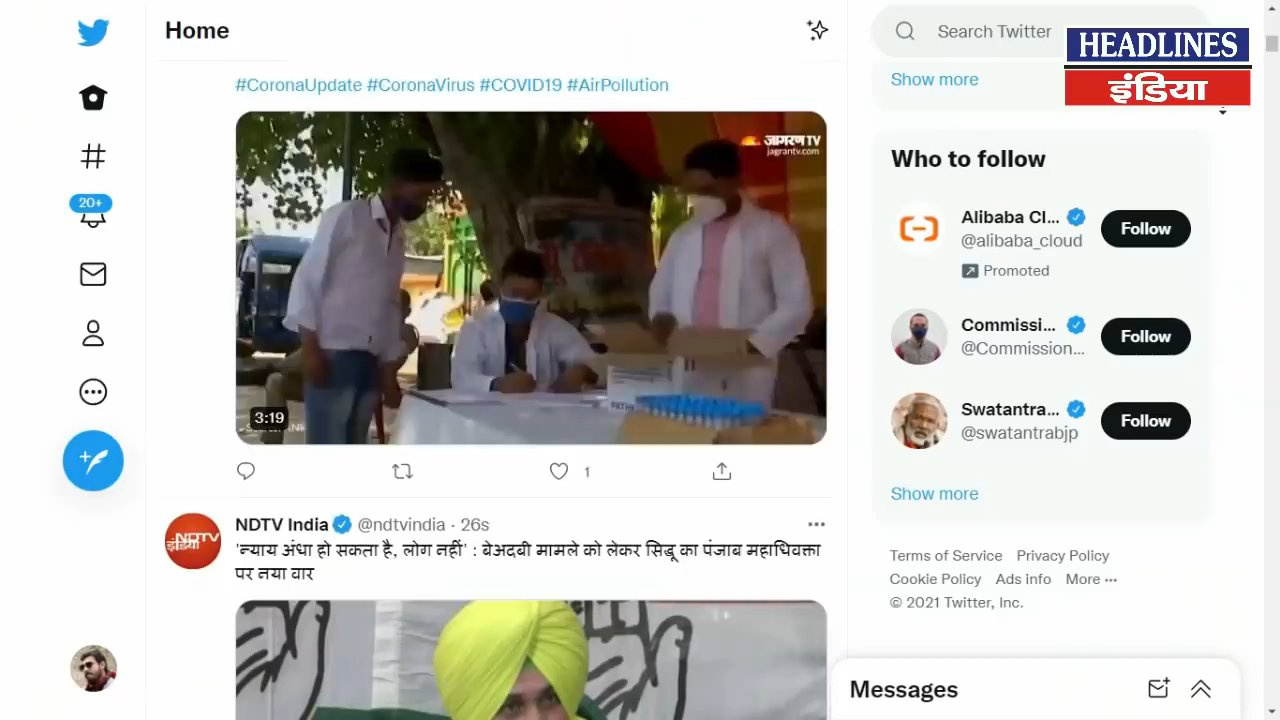 Home
Search Twitter
HEADLINES
इंडिया
Show more
#CoronaUpdate #CoronaVirus #COVID19 #AirPollution
जागरण TV
jagrantv.com
3:19
1
20+
Who to follow
Alibaba Cl...
@alibaba_cloud
Promoted
Follow
Commissi...
@Commission...
Follow
Swatantra...
@swatantrabjp
Follow
Show more
NDTV India @ndtvindia · 26s
'न्याय अंधा हो सकता है, लोग नहीं' : बेअदबी मामले को लेकर सिद्धू का पंजाब महाधिवक्ता
पर नया वार
NDTV
इंडिया
Terms of Service Privacy Policy
Cookie Policy Ads info More ···
© 2021 Twitter, Inc.
Messages